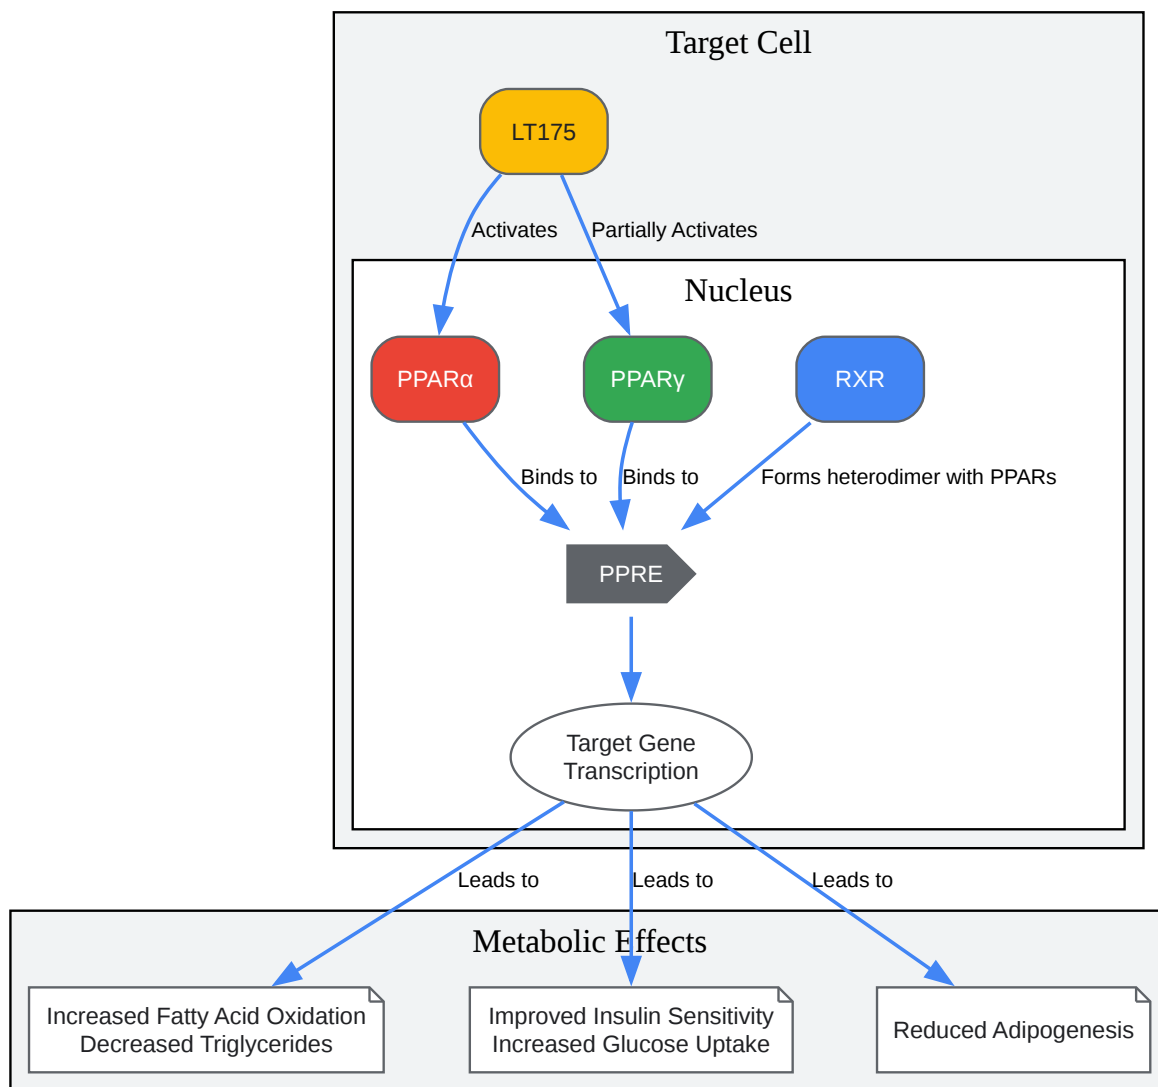 Target Cell
LT175
Activates
Partially Activates
Nucleus
PPARα
PPARγ
RXR
Binds to
Binds to
Forms heterodimer with PPARs
PPRE
Target Gene
Transcription
Leads to
Leads to
Leads to
Metabolic Effects
Increased Fatty Acid Oxidation
Decreased Triglycerides
Improved Insulin Sensitivity
Increased Glucose Uptake
Reduced Adipogenesis